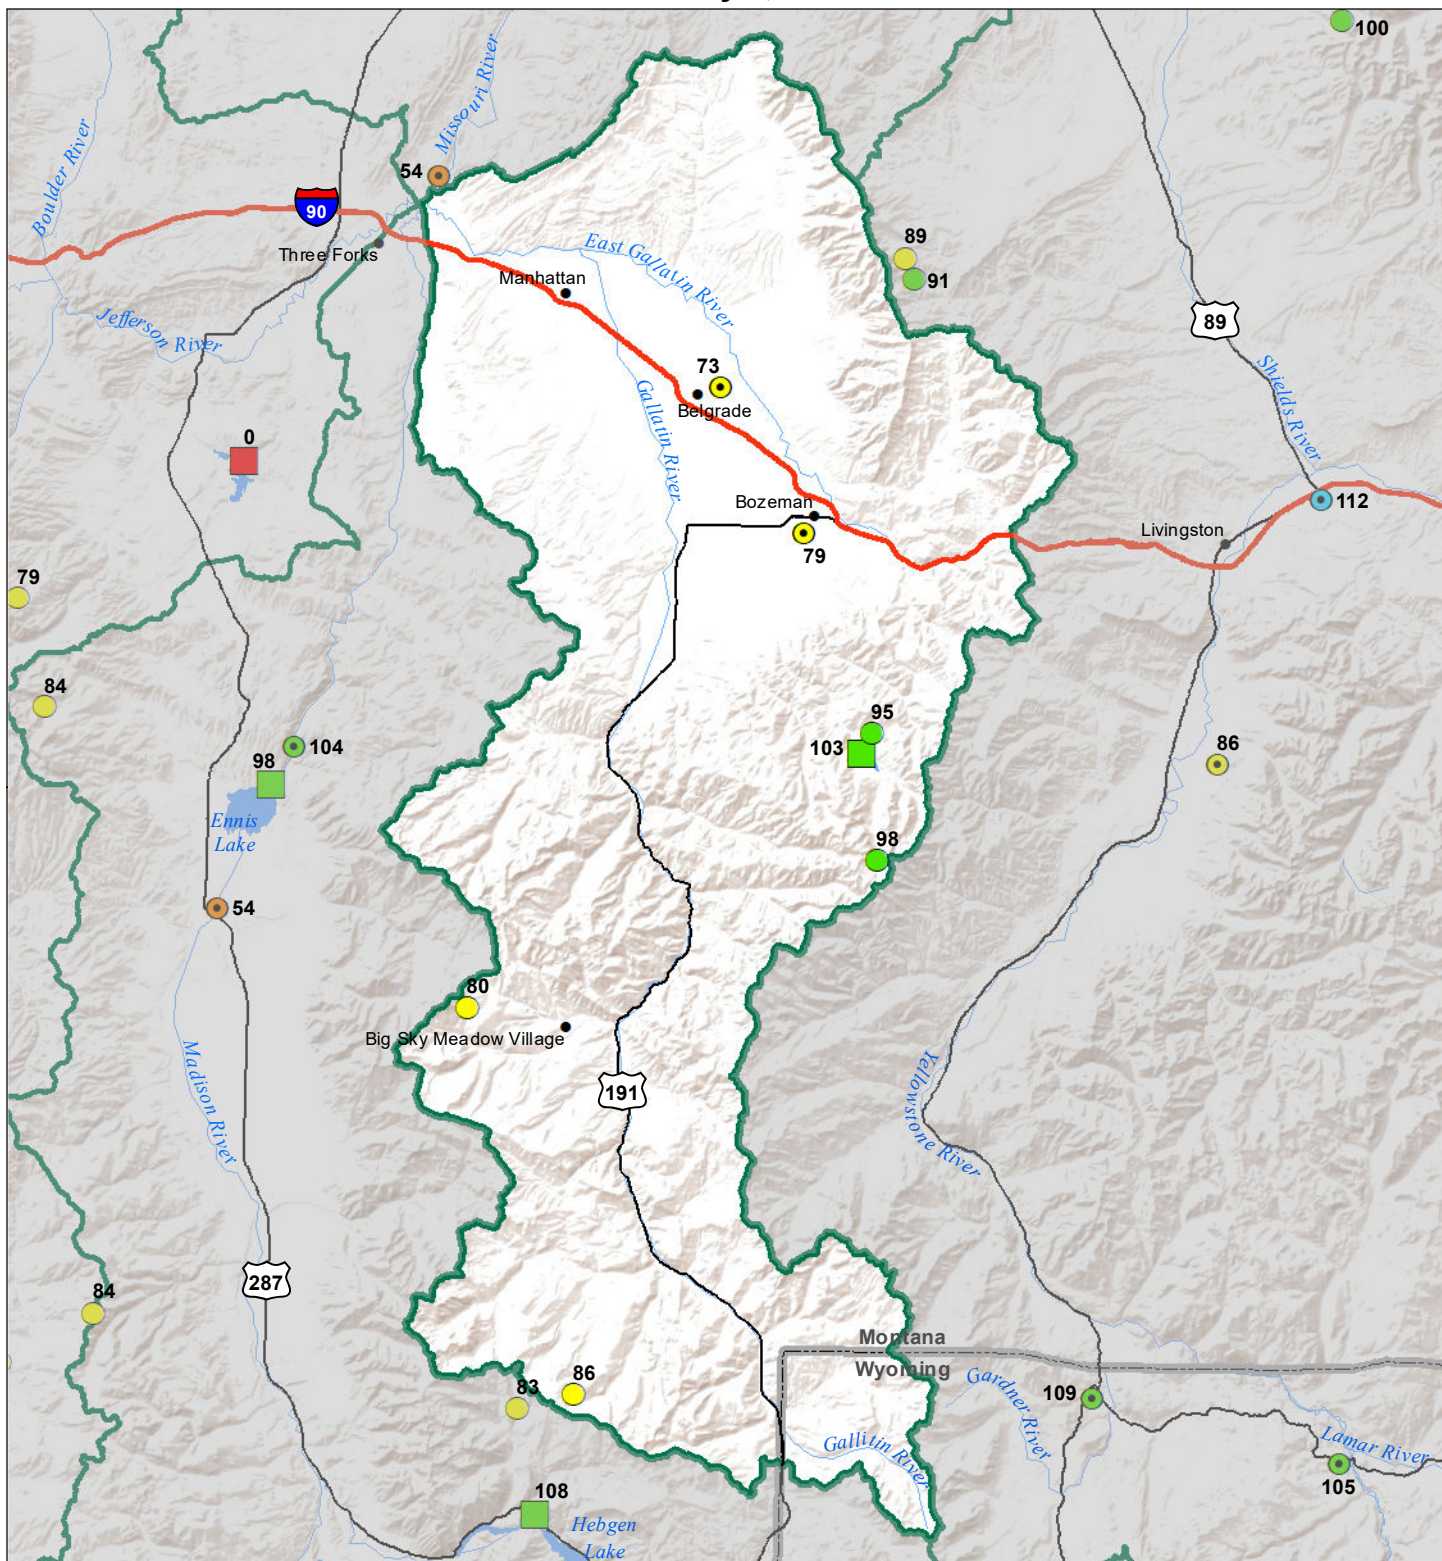 100
Missouri River
Boulder River
54
90
Three Forks
East Gallatin River
89
91
Manhattan
Jefferson River
89
73
Belgrade
Shields River
Gallatin River
0
Bozeman
112
Livingston
79
79
84
95
103
104
98
86
Ennis
Lake
98
54
80
Big Sky Meadow Village
Madison River
191
Yellowstone River
287
84
Montana
Wyoming
83
86
Gardner River
109
Gallitin River
Lamar River
105
108
Hebgen
Lake